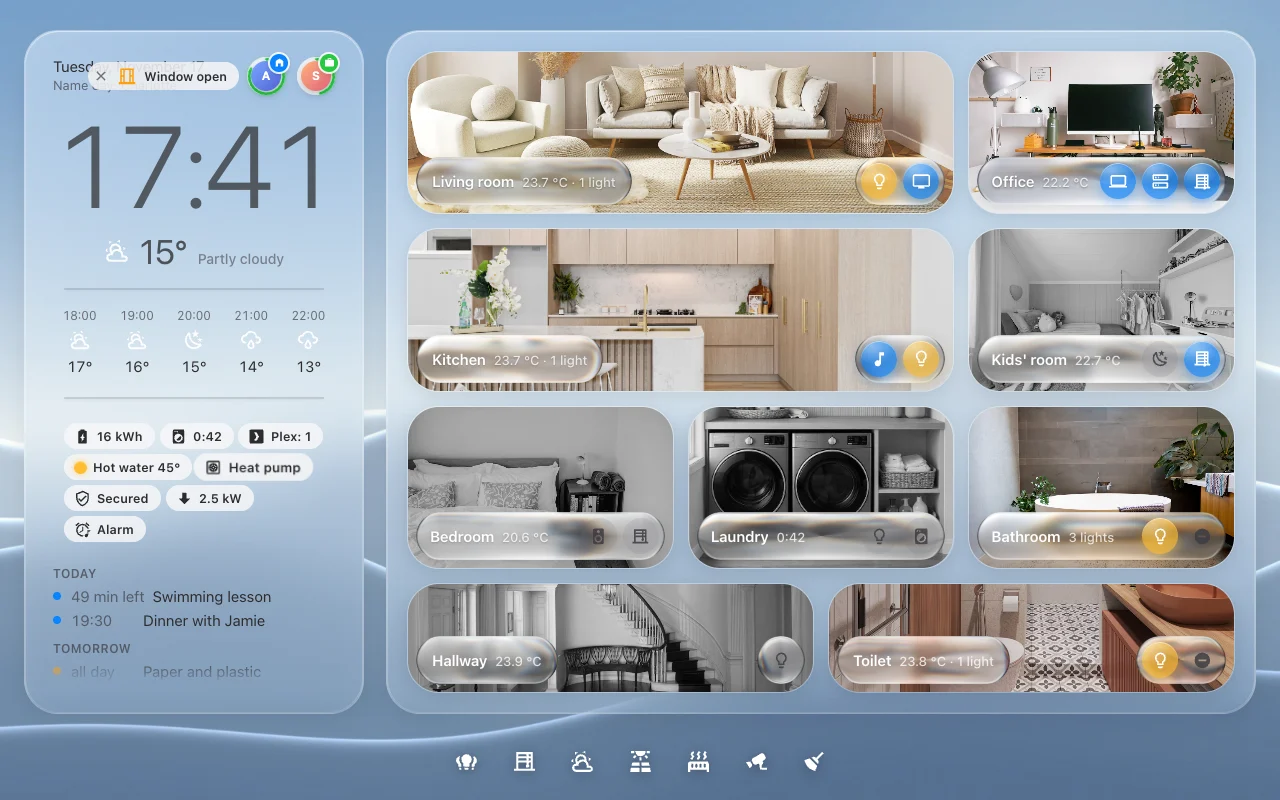 Tuesday, November 17
Name
Window open
A
S
17:41
15° Partly cloudy
18:00 19:00 20:00 21:00 22:00
17° 16° 15° 14° 13°
16 kWh 0:42 Plex: 1
Hot water 45° Heat pump
Secured 2.5 kW
Alarm
TODAY
49 min left Swimming lesson
19:30 Dinner with Jamie
TOMORROW
all day Paper and plastic
Living room 23.7 °C · 1 light
Office 22.2 °C
Kitchen 23.7 °C · 1 light
Kids' room 22.7 °C
Bedroom 20.6 °C
Laundry 0:42
Bathroom 3 lights
Hallway 23.9 °C
Toilet 23.8 °C · 1 light